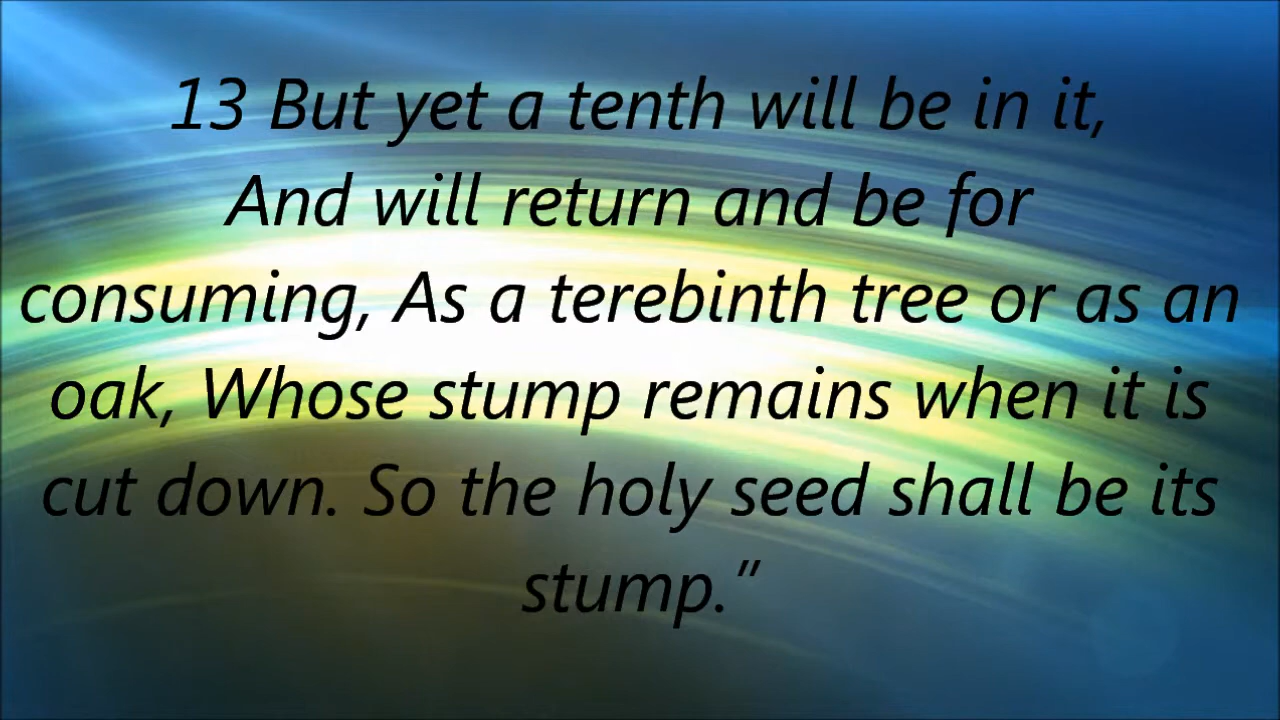 13 But yet a tenth will be in it,
And will return and be for
consuming, As a terebinth tree or as an
oak, Whose stump remains when it is
cut down. So the holy seed shall be its
stump.”